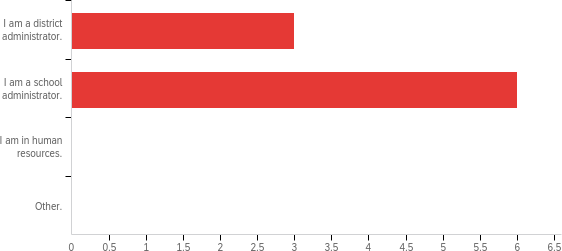 I am a district
administrator.
I am a school
administrator.
I am in human
resources.
Other.
0 0.5 1 1.5 2 2.5 3 3.5 4 4.5 5 5.5 6 6.5